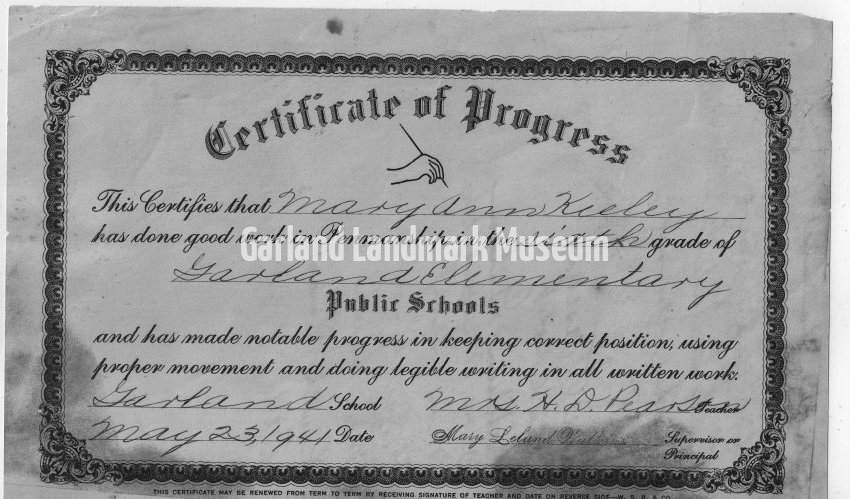 Certificate of Progress
This Certifies that Mary Ann Keeley
has done good work in Penmanship in the sixth grade of
Garland Landmark Museum
Garland Elementary
Public Schools
and has made notable progress in keeping correct position, using
proper movement and doing legible writing in all written work.
Garland School Mrs. H. D. Pearson Teacher
May 23, 1941 Date Mary Leland Supervisor or
Principal
THIS CERTIFICATE MAY BE RENEWED FROM TERM TO TERM BY RECEIVING SIGNATURE OF TEACHER AND DATE ON REVERSE SIDE—W. S. B. & CO.